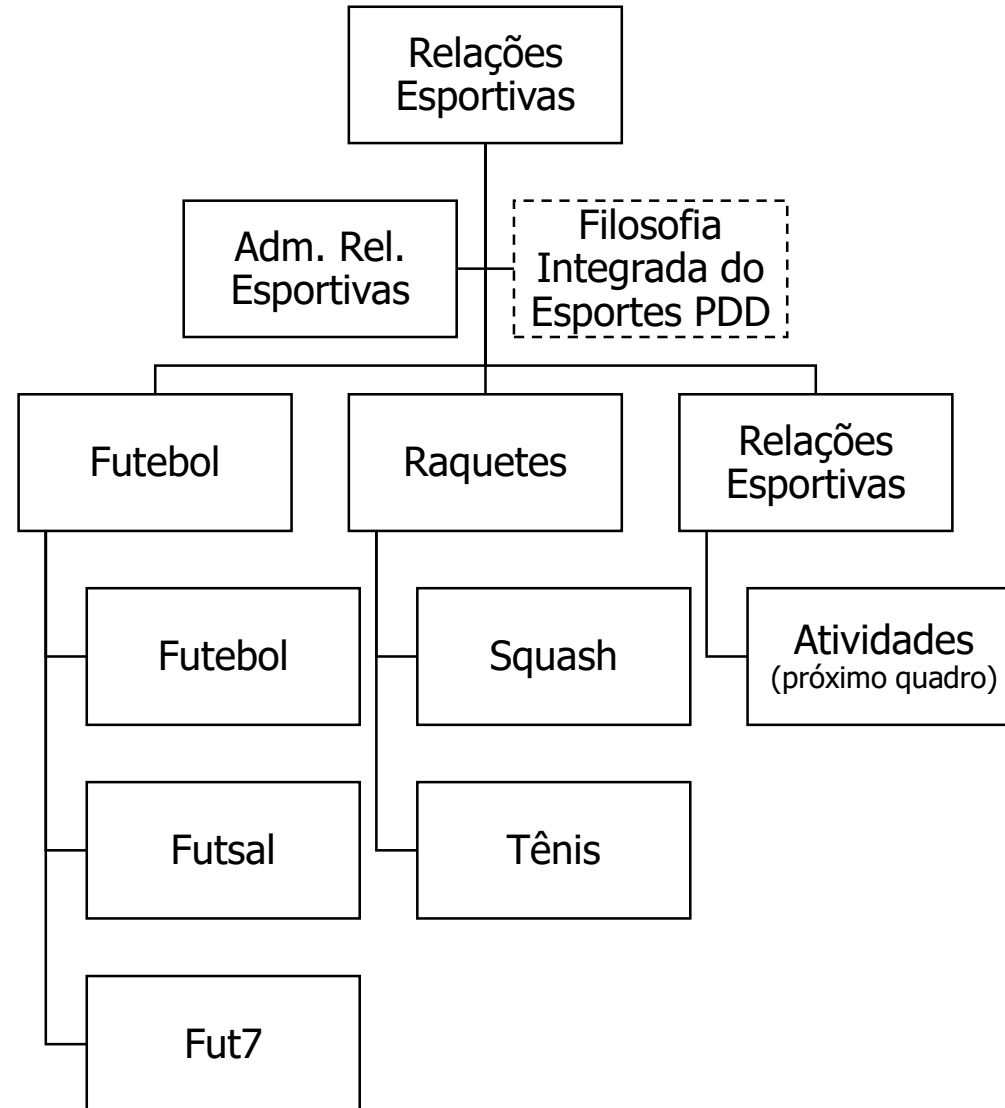 Relações
Esportivas
Adm. Rel.
Esportivas
Filosofia
Integrada do
Esportes PDD
Futebol
Raquetes
Relações
Esportivas
Futebol
Squash
Atividades
(próximo quadro)
Futsal
Tênis
Fut7